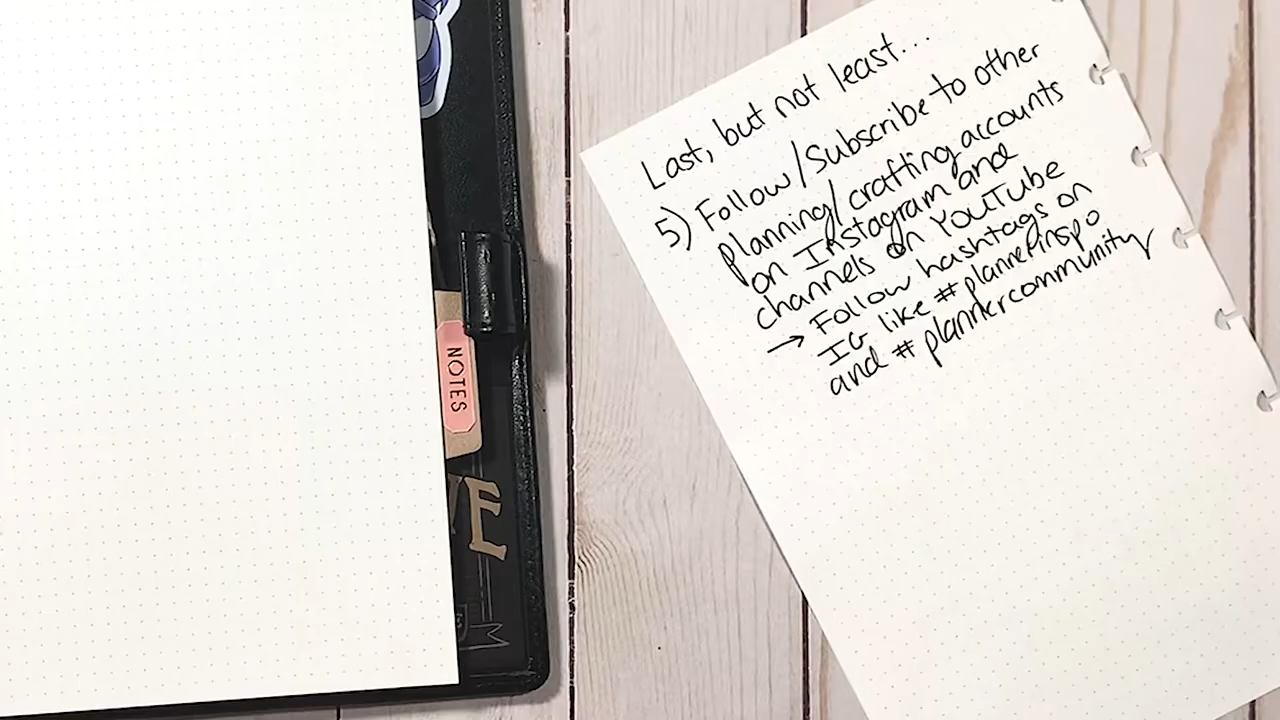 Last, but not least...
5) Follow/Subscribe to other
planning/crafting accounts
on Instagram and
channels on YouTube
→ Follow hashtags on
IG like #plannerinspo
and #plannercommunity
NOTES